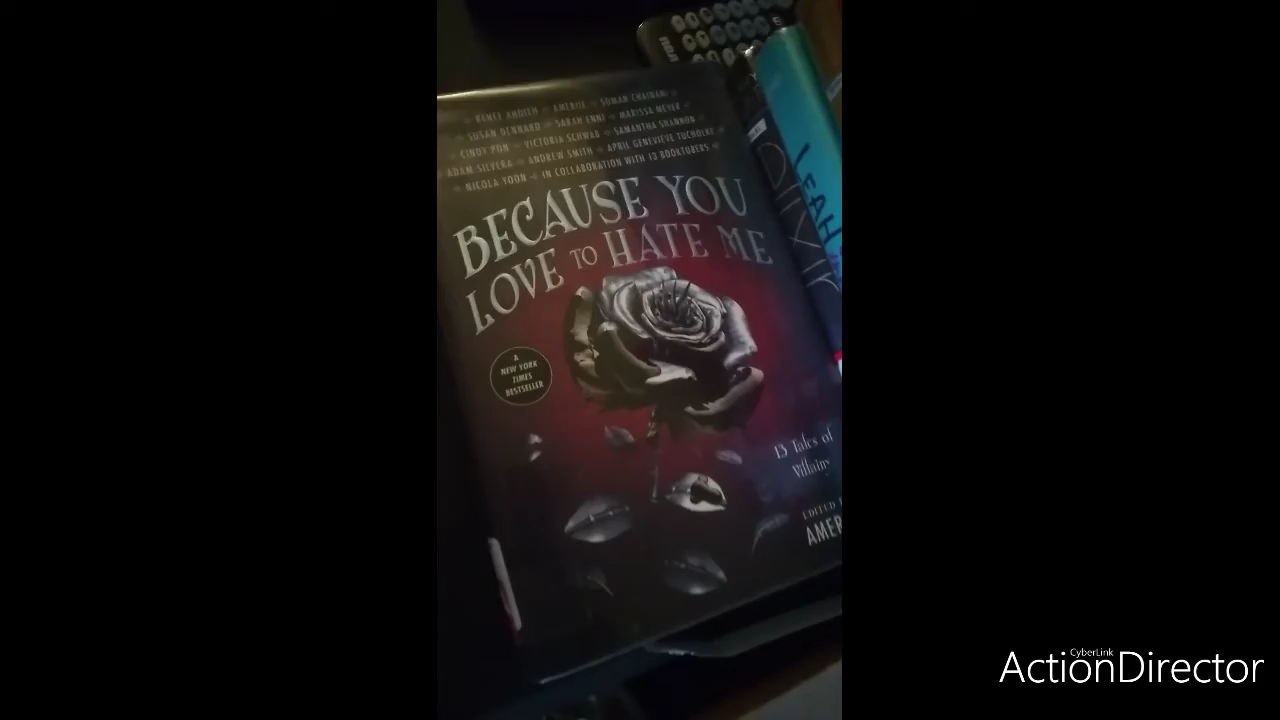 RENÉE AHDIEH AMERIE SOMAN CHAINANI
SUSAN DENNARD SARAH ENNI MARISSA MEYER
CINDY PON VICTORIA SCHWAB SAMANTHA SHANNON
ADAM SILVERA ANDREW SMITH APRIL GENEVIEVE TUCHOLKE
NICOLA YOON IN COLLABORATION WITH 13 BOOKTUBERS
BECAUSE YOU
LOVE TO HATE ME
A
NEW YORK
TIMES
BESTSELLER
13 Tales of
Villainy
EDITED
AMER
LEAH
RCA
CyberLink
ActionDirector